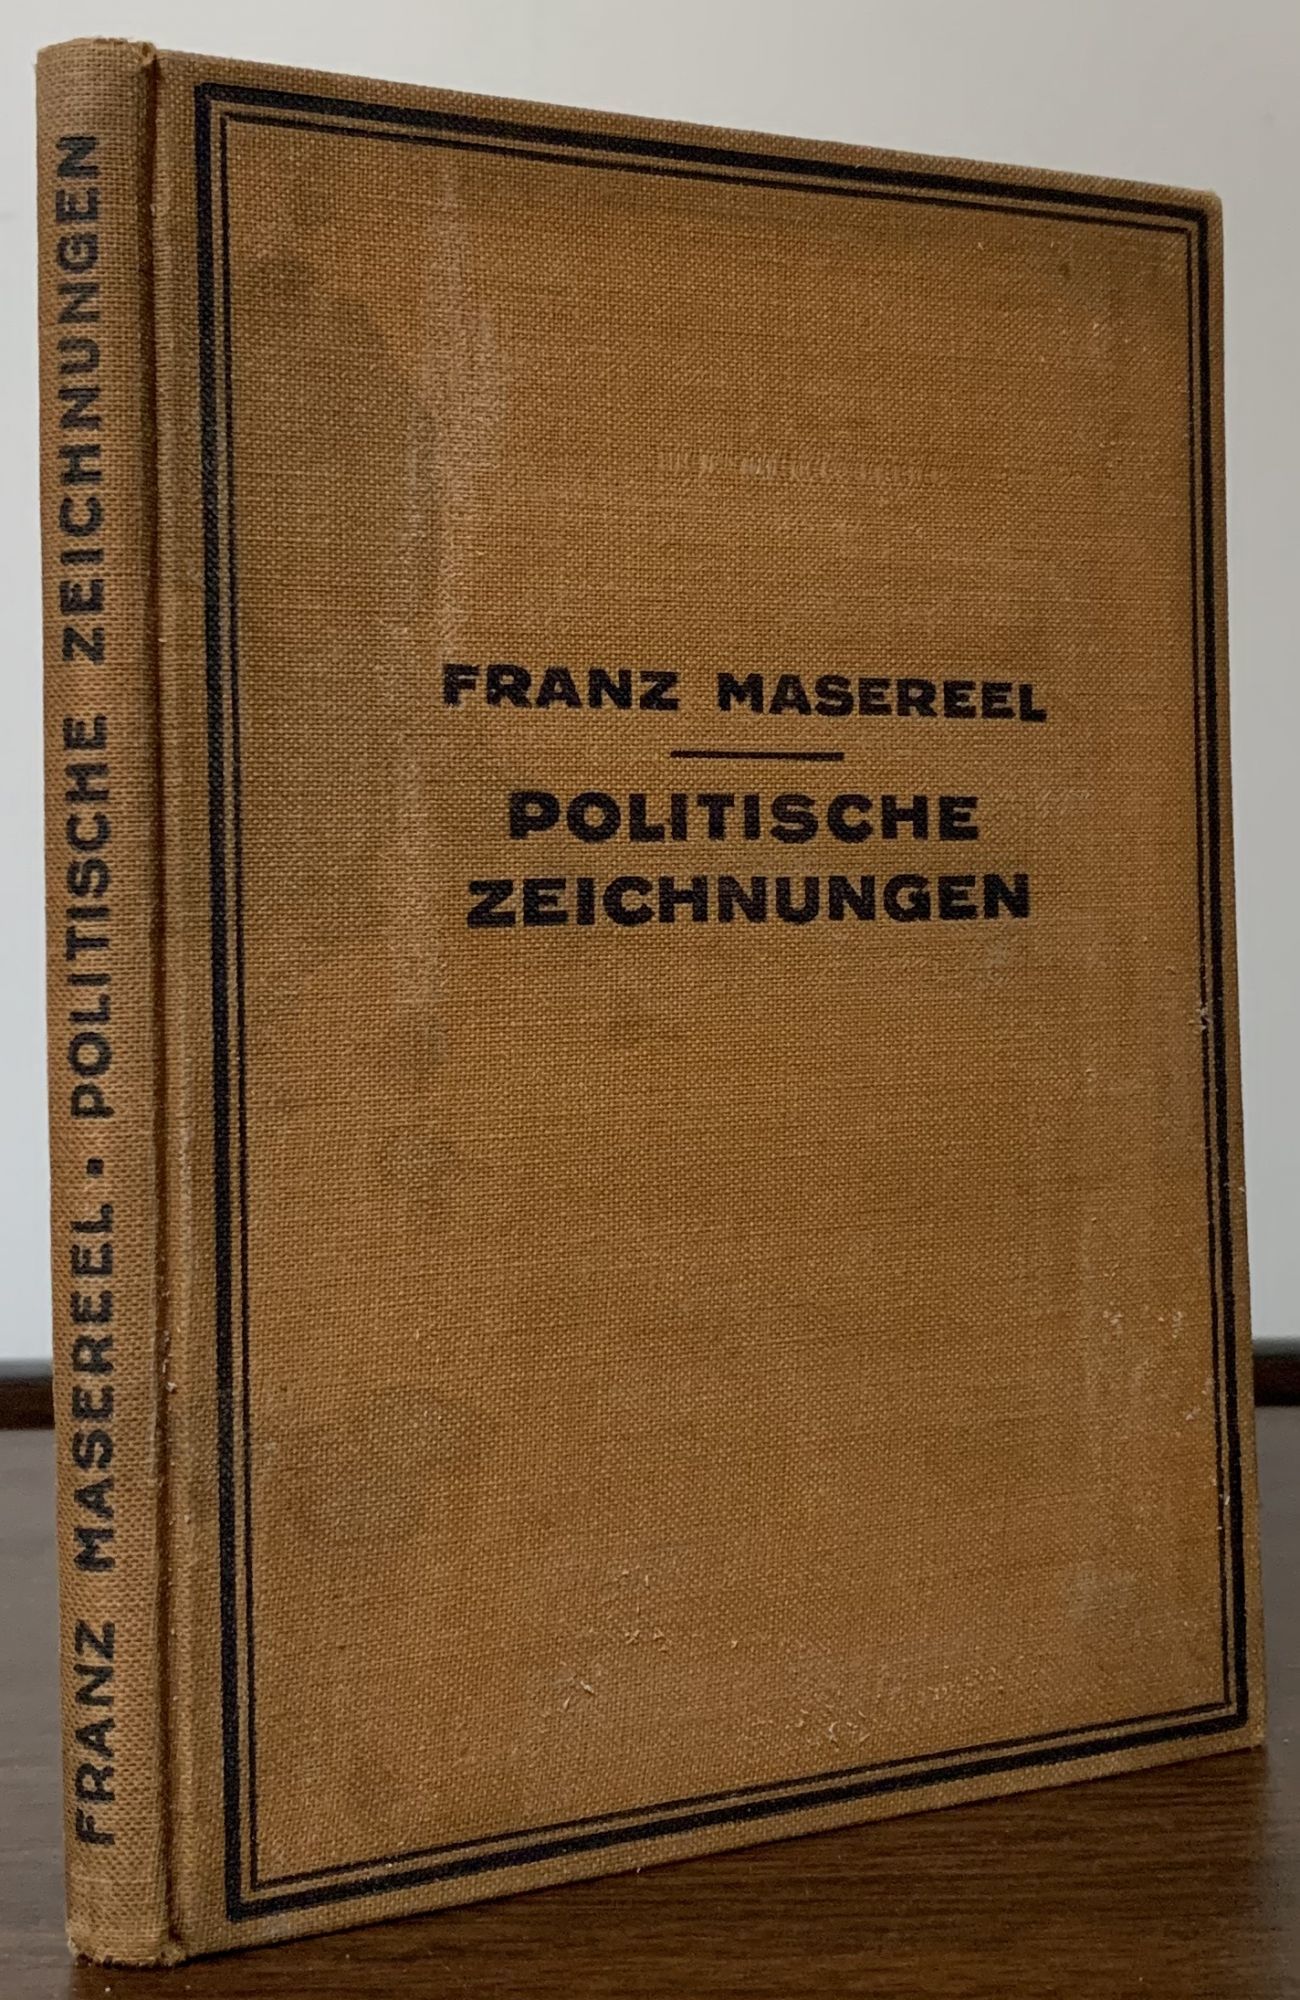 FRANZ MASEREEL. POLITISCHE ZEICHNUNGEN
FRANZ MASEREEL
POLITISCHE
ZEICHNUNGEN